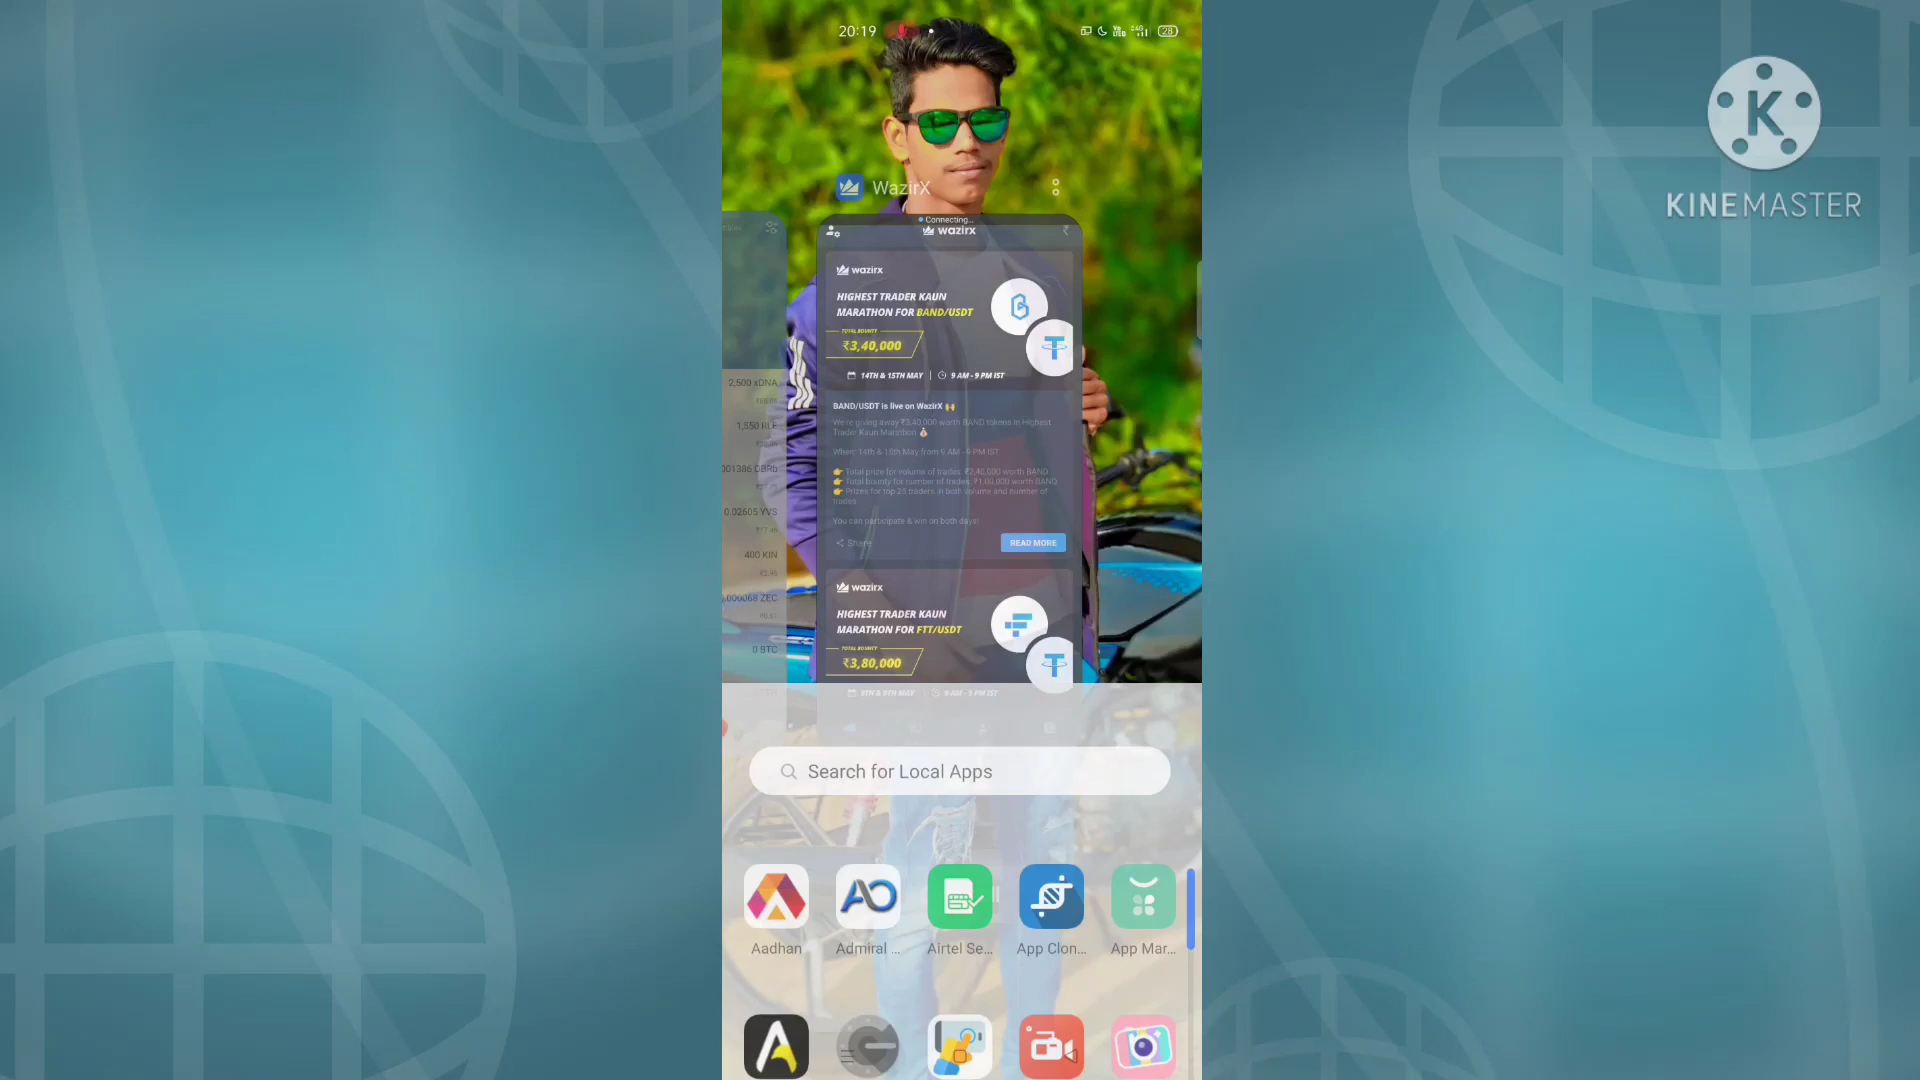 20:19
28
KINEMASTER
WazirX
Connecting...
wazirx
₹
wazirx
HIGHEST TRADER KAUN
MARATHON FOR BAND/USDT
TOTAL BOUNTY
₹3,40,000
14TH & 15TH MAY
9 AM - 9 PM IST
BAND/USDT is live on WazirX 🙌
We're giving away ₹3,40,000 worth BAND tokens in Highest
Trader Kaun Marathon 💰
When: 14th & 15th May from 9 AM - 9 PM IST
👉 Total prize for volume of trades: ₹2,40,000 worth BAND
👉 Total bounty for number of trades: ₹1,00,000 worth BAND
👉 Prizes for top 25 traders in both volume and number of
trades
You can participate & win on both days!
Share
READ MORE
wazirx
HIGHEST TRADER KAUN
MARATHON FOR FTT/USDT
TOTAL BOUNTY
₹3,80,000
8TH & 9TH MAY
9 AM - 9 PM IST
2,500 xDNA
1,550 HLE
001386 OBRb
0.02605 YVS
400 KIN
.000068 ZEC
0 BTC
Search for Local Apps
Aadhan
Admiral ...
Airtel Se...
App Clon...
App Mar...